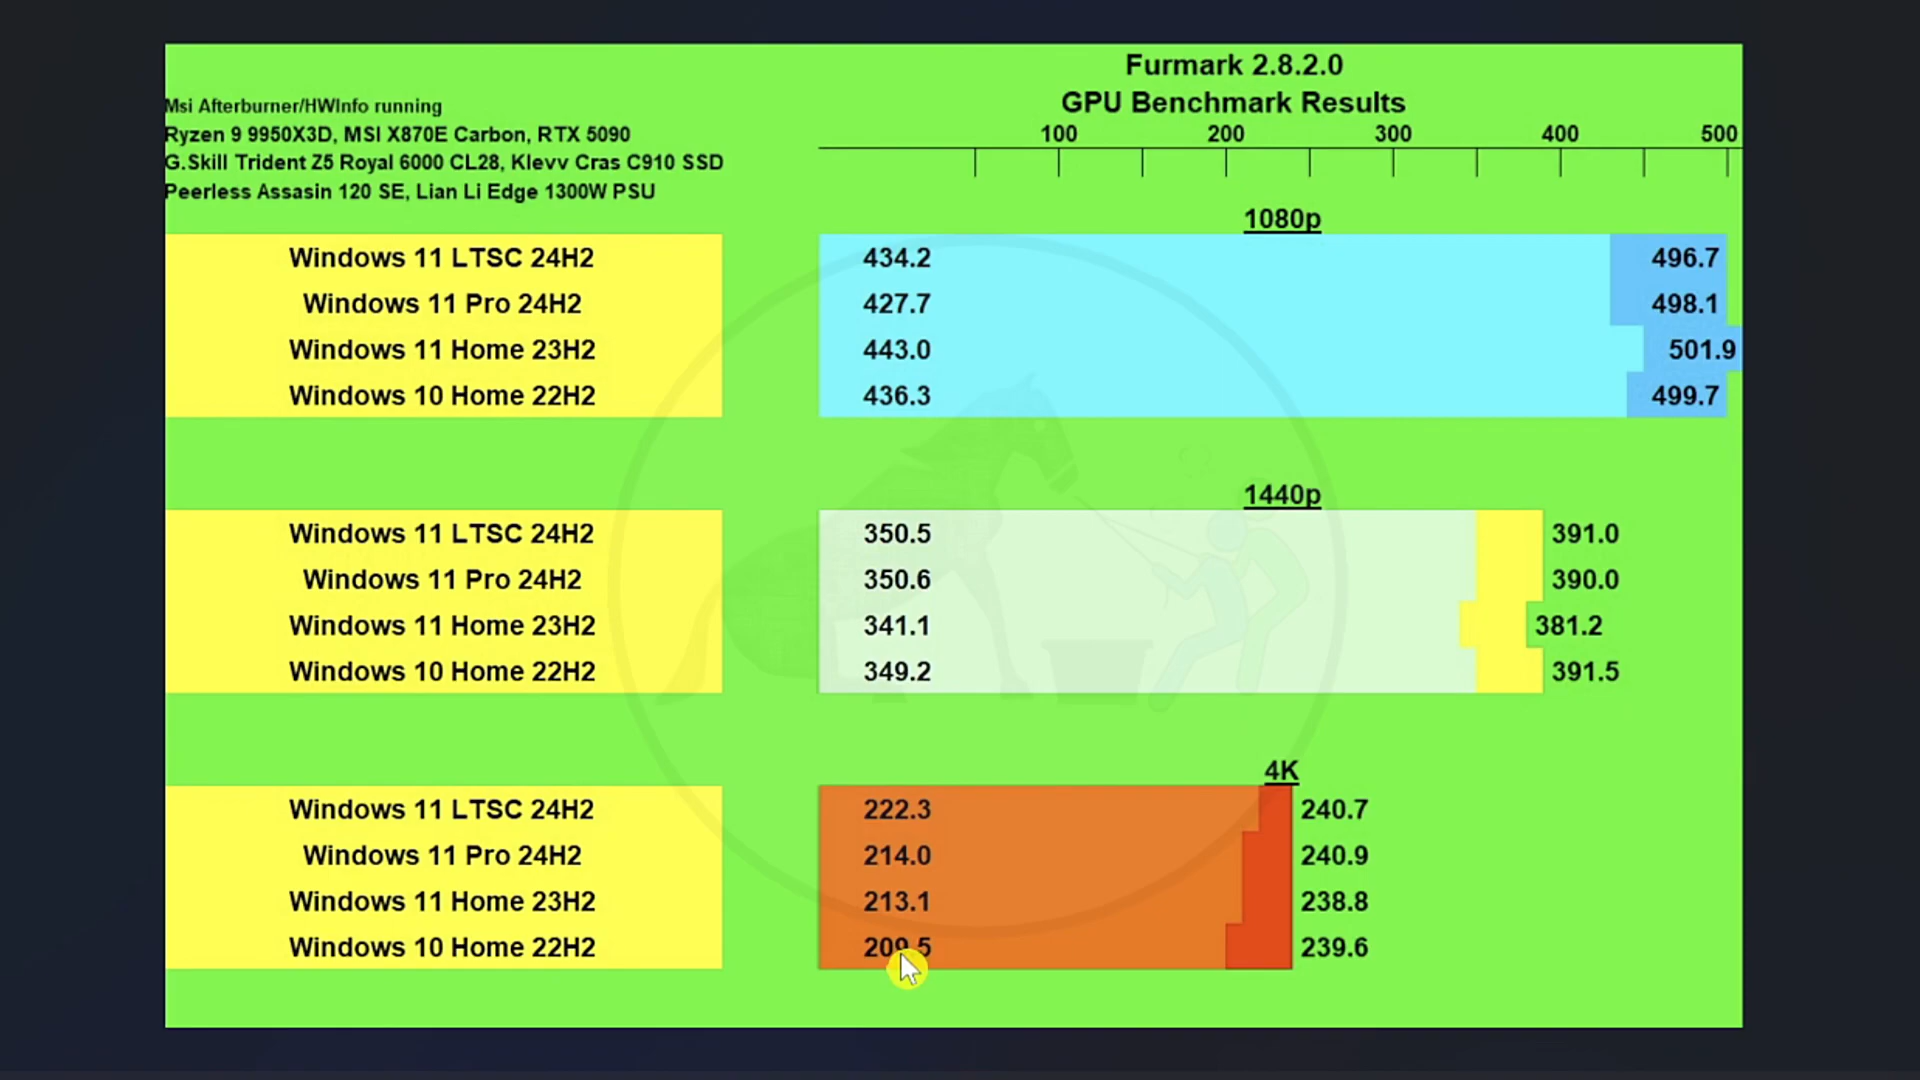 Furmark 2.8.2.0
GPU Benchmark Results
Msi Afterburner/HWInfo running
Ryzen 9 9950X3D, MSI X870E Carbon, RTX 5090
G.Skill Trident Z5 Royal 6000 CL28, Klevv Cras C910 SSD
Peerless Assasin 120 SE, Lian Li Edge 1300W PSU
100 200 300 400 500
1080p
Windows 11 LTSC 24H2 434.2 496.7
Windows 11 Pro 24H2 427.7 498.1
Windows 11 Home 23H2 443.0 501.9
Windows 10 Home 22H2 436.3 499.7
1440p
Windows 11 LTSC 24H2 350.5 391.0
Windows 11 Pro 24H2 350.6 390.0
Windows 11 Home 23H2 341.1 381.2
Windows 10 Home 22H2 349.2 391.5
4K
Windows 11 LTSC 24H2 222.3 240.7
Windows 11 Pro 24H2 214.0 240.9
Windows 11 Home 23H2 213.1 238.8
Windows 10 Home 22H2 209.5 239.6